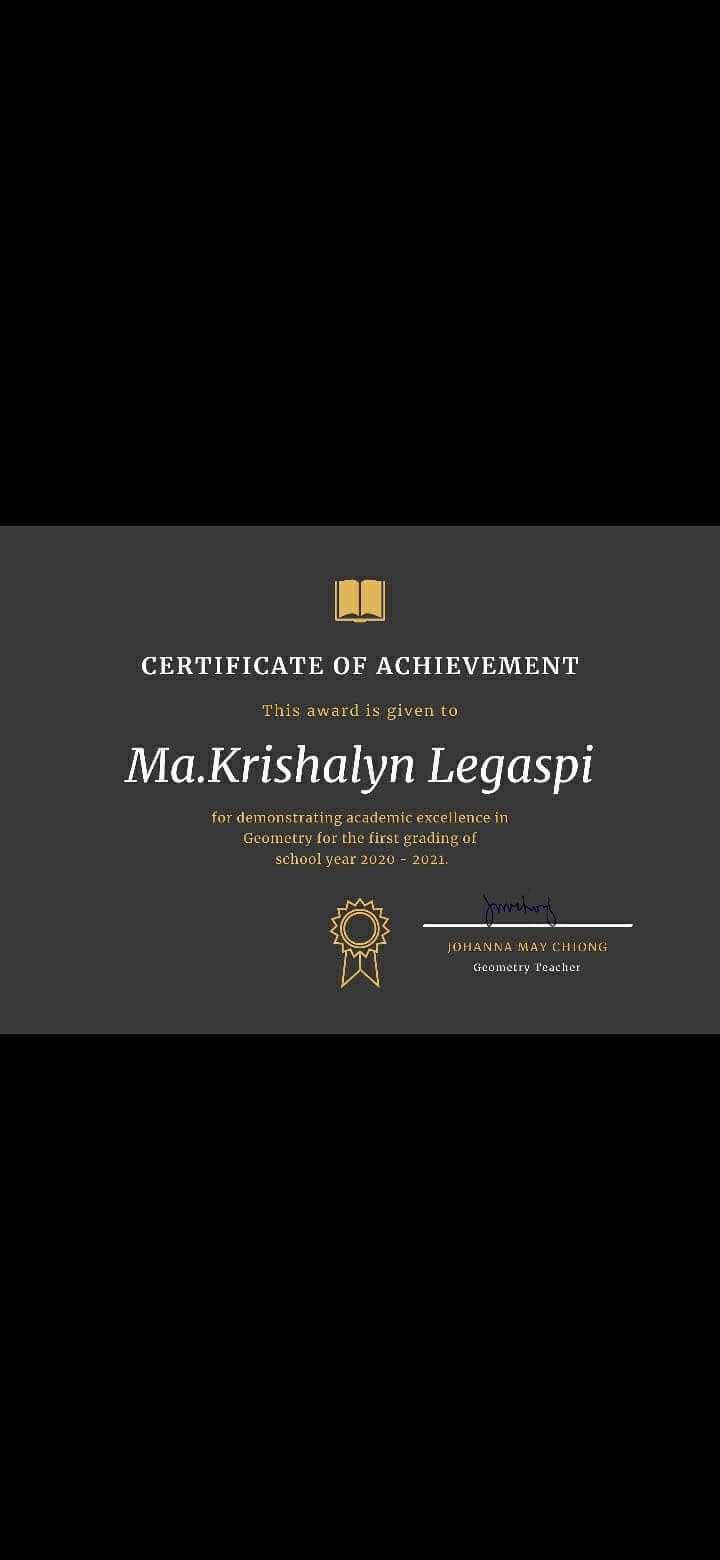 CERTIFICATE OF ACHIEVEMENT
This award is given to
Ma.Krishalyn Legaspi
for demonstrating academic excellence in
Geometry for the first grading of
school year 2020 - 2021.
JOHANNA MAY CHIONG
Geometry Teacher